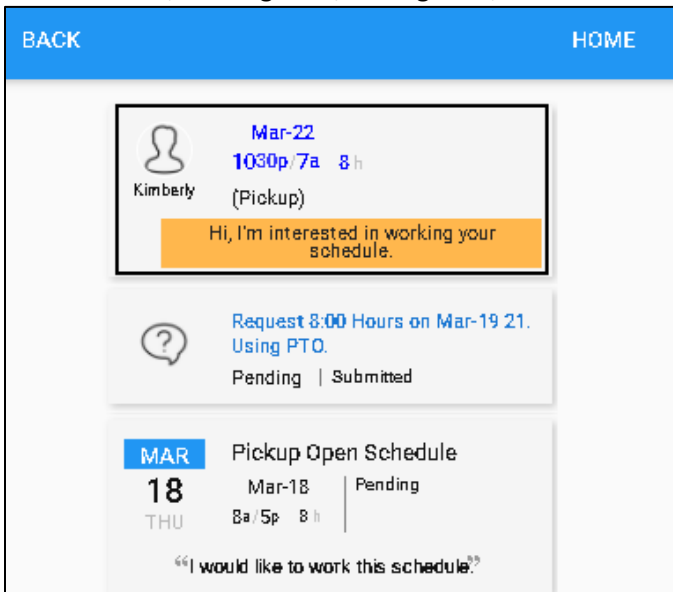 BACK HOME
Mar-22
1030p/7a 8 h
Kimberly
(Pickup)
Hi, I'm interested in working your
schedule.
Request 8:00 Hours on Mar-19 21.
Using PTO.
Pending | Submitted
MAR
18
THU
Pickup Open Schedule
Mar-18 Pending
8a/5p 8 h
“I would like to work this schedule.”